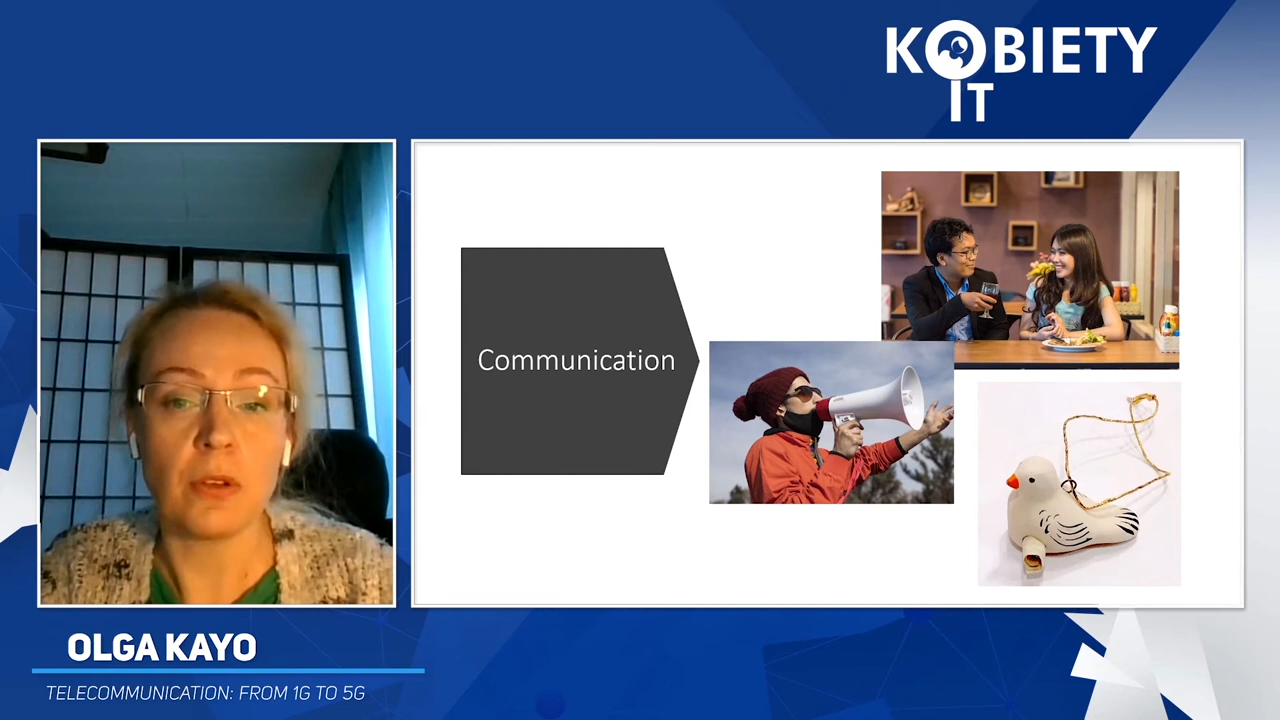 KOBIETY
IT
Communication
OLGA KAYO
TELECOMMUNICATION: FROM 1G TO 5G